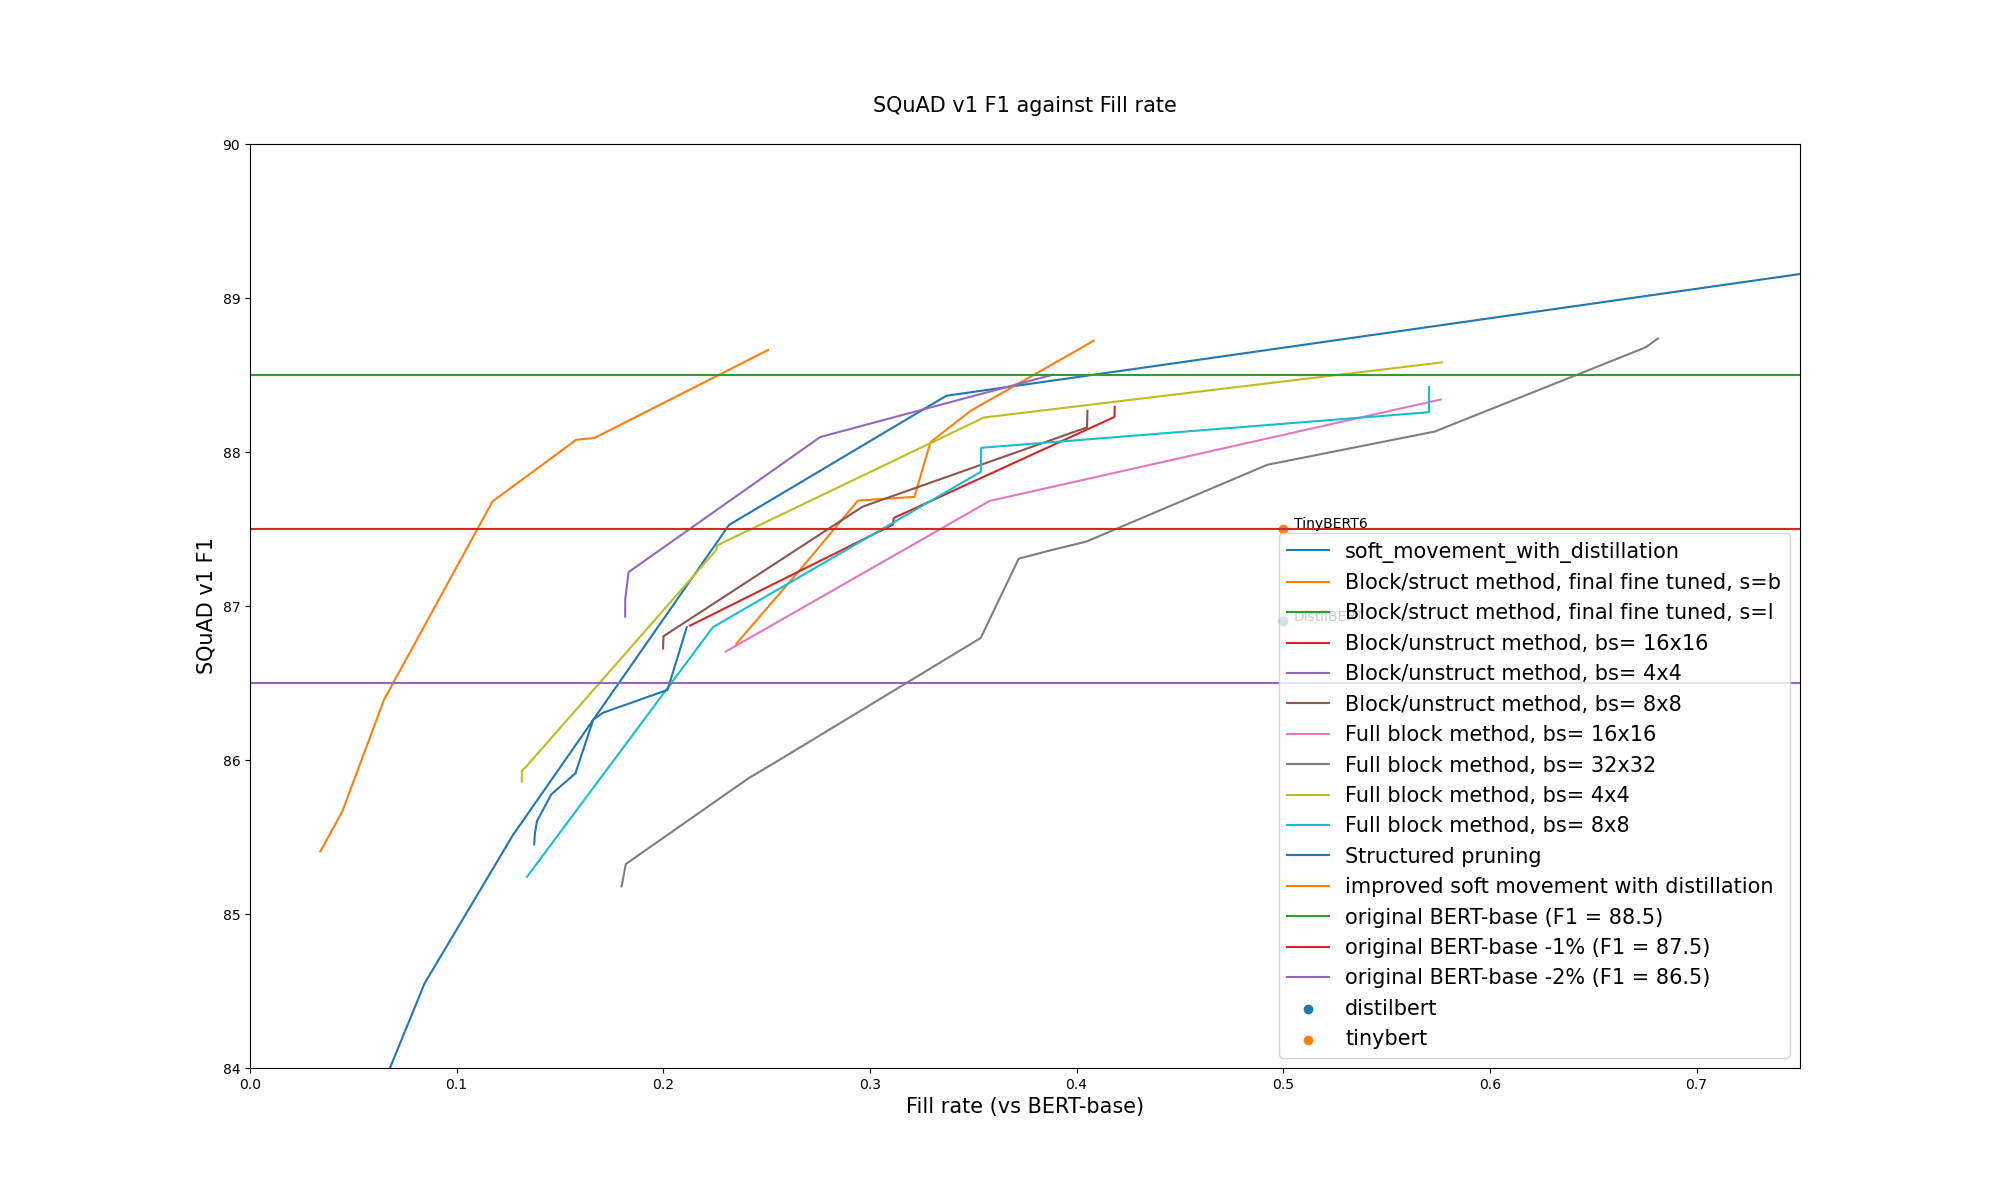 SQuAD v1 F1 against Fill rate
90
89
88
87
86
85
84
SQuAD v1 F1
TinyBERT6
DistilBERT
soft_movement_with_distillation
Block/struct method, final fine tuned, s=b
Block/struct method, final fine tuned, s=l
Block/unstruct method, bs= 16x16
Block/unstruct method, bs= 4x4
Block/unstruct method, bs= 8x8
Full block method, bs= 16x16
Full block method, bs= 32x32
Full block method, bs= 4x4
Full block method, bs= 8x8
Structured pruning
improved soft movement with distillation
original BERT-base (F1 = 88.5)
original BERT-base -1% (F1 = 87.5)
original BERT-base -2% (F1 = 86.5)
distilbert
tinybert
0.0 0.1 0.2 0.3 0.4 0.5 0.6 0.7
Fill rate (vs BERT-base)